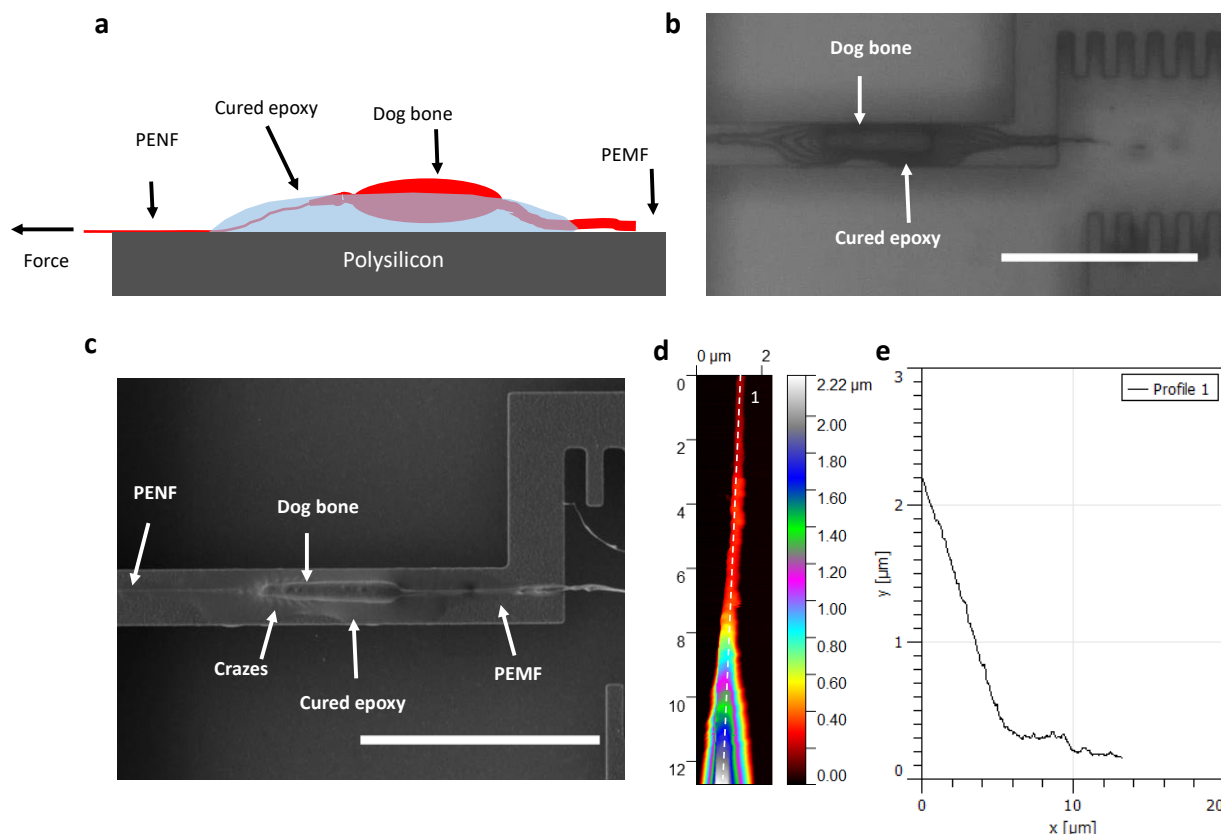 a
Cured epoxy
Dog bone
PENF
PEMF
Force
Polysilicon
b
Dog bone
Cured epoxy
c
PENF
Dog bone
Crazes
Cured epoxy
PEMF
d
0 µm 2
0
2
4
6
8
10
12
1
2.22 µm
2.00
1.80
1.60
1.40
1.20
1.00
0.80
0.60
0.40
0.00
e
Profile 1
3
2
1
0
y [µm]
0 10 20
x [µm]